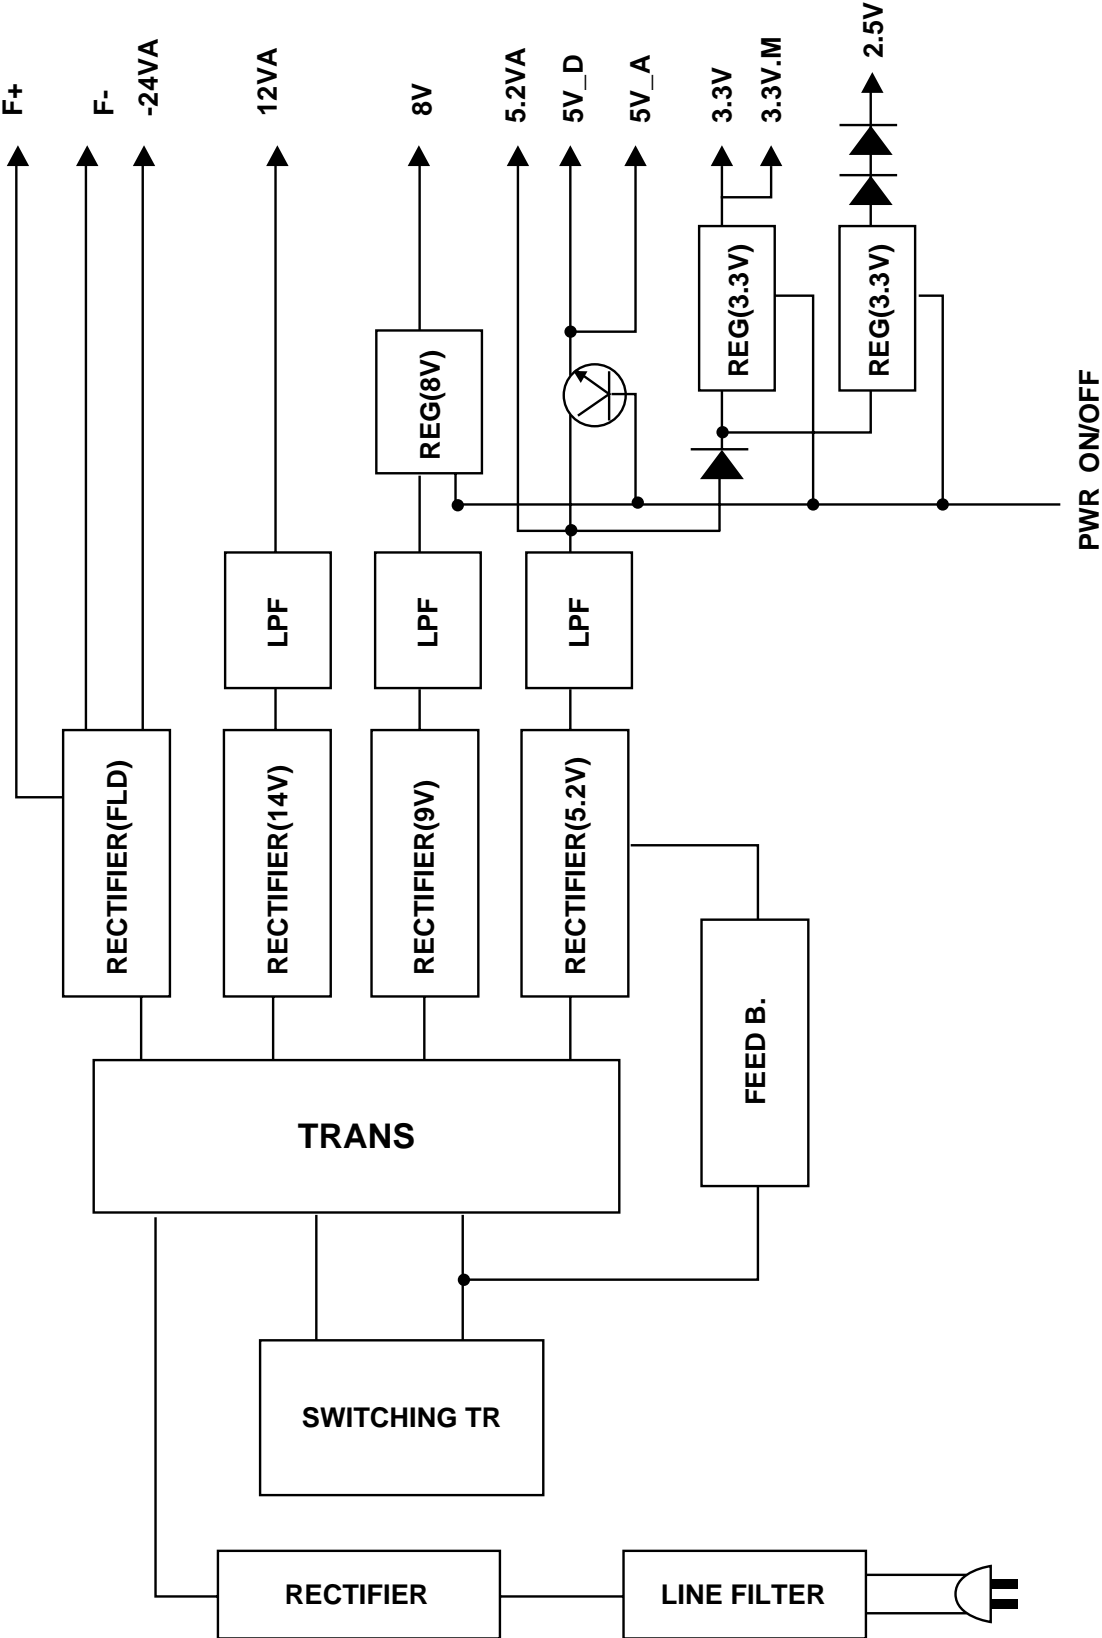 F+
F-
-24VA
12VA
8V
5.2VA
5V_D
5V_A
3.3V
3.3V.M
2.5V
REG(8V)
REG(3.3V)
REG(3.3V)
PWR ON/OFF
LPF
LPF
LPF
RECTIFIER(FLD)
RECTIFIER(14V)
RECTIFIER(9V)
RECTIFIER(5.2V)
FEED B.
TRANS
SWITCHING TR
RECTIFIER
LINE FILTER